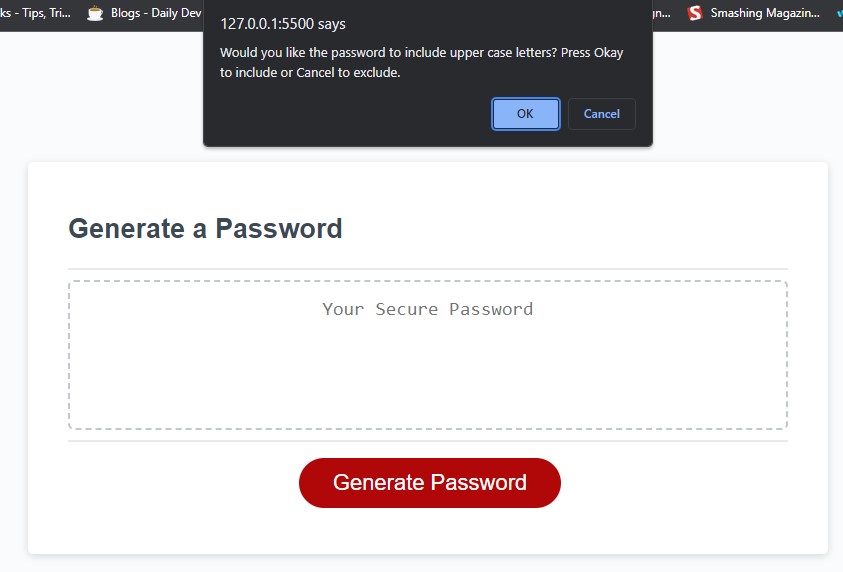 ks - Tips, Tri... Blogs - Daily Dev gn... Smashing Magazin...
127.0.0.1:5500 says
Would you like the password to include upper case letters? Press Okay
to include or Cancel to exclude.
OK Cancel
Generate a Password
Your Secure Password
Generate Password